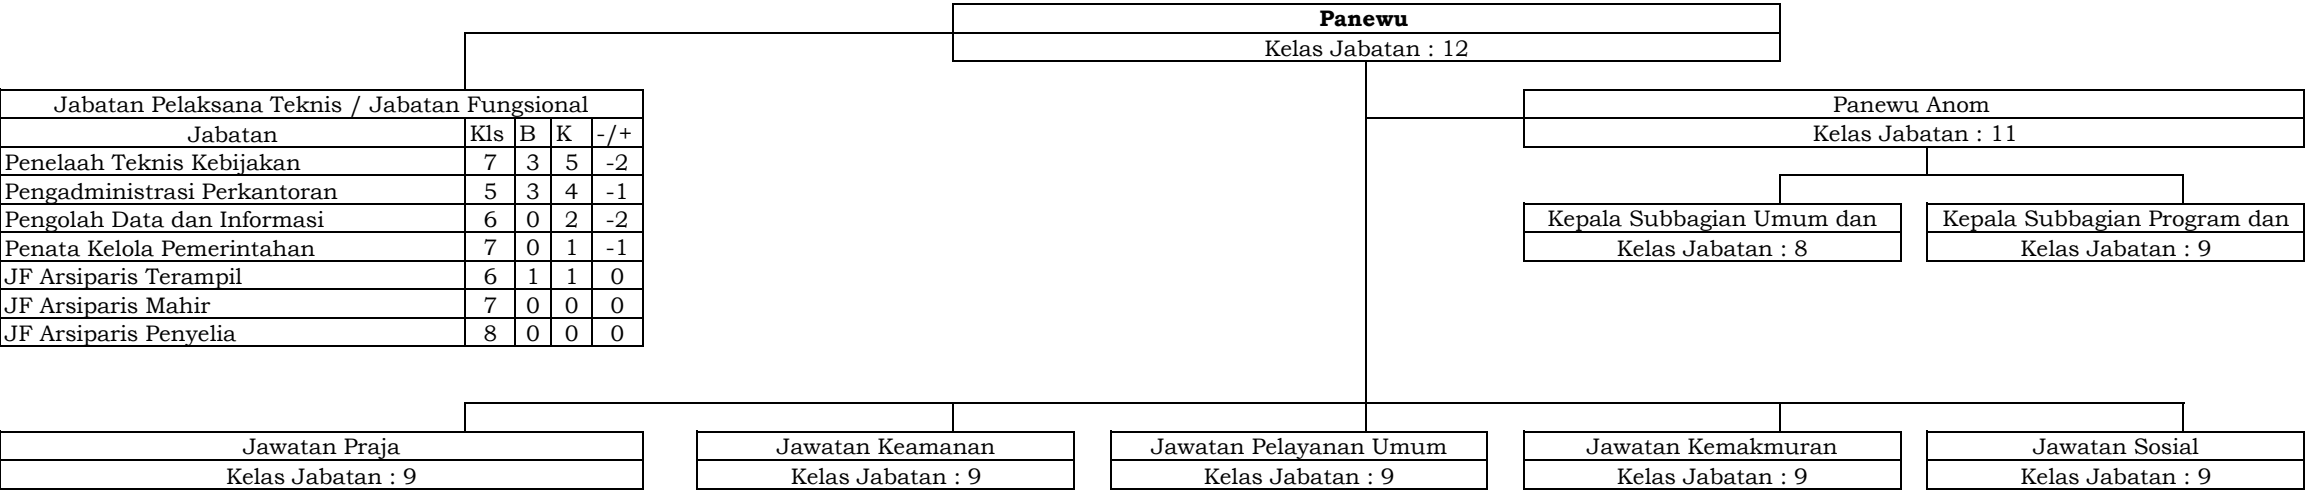 Panewu
Kelas Jabatan : 12
Jabatan Pelaksana Teknis / Jabatan Fungsional
Jabatan Kls B K -/+
Penelaah Teknis Kebijakan 7 3 5 -2
Pengadministrasi Perkantoran 5 3 4 -1
Pengolah Data dan Informasi 6 0 2 -2
Penata Kelola Pemerintahan 7 0 1 -1
JF Arsiparis Terampil 6 1 1 0
JF Arsiparis Mahir 7 0 0 0
JF Arsiparis Penyelia 8 0 0 0
Panewu Anom
Kelas Jabatan : 11
Kepala Subbagian Umum dan
Kelas Jabatan : 8
Kepala Subbagian Program dan
Kelas Jabatan : 9
Jawatan Praja
Kelas Jabatan : 9
Jawatan Keamanan
Kelas Jabatan : 9
Jawatan Pelayanan Umum
Kelas Jabatan : 9
Jawatan Kemakmuran
Kelas Jabatan : 9
Jawatan Sosial
Kelas Jabatan : 9